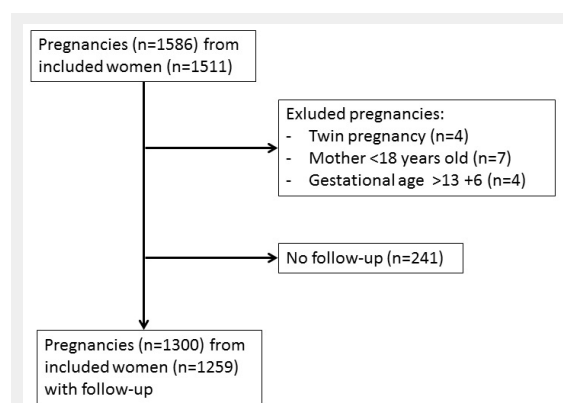 Pregnancies (n=1586) from
included women (n=1511)
Exluded pregnancies:
- Twin pregnancy (n=4)
- Mother <18 years old (n=7)
- Gestational age >13 +6 (n=4)
No follow-up (n=241)
Pregnancies (n=1300) from
included women (n=1259)
with follow-up